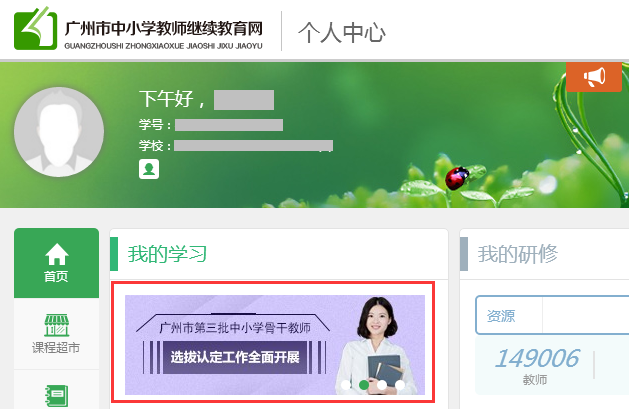 广州市中小学教师继续教育网
GUANGZHOUSHI ZHONGXIAOXUE JIAOSHI JIXU JIAOYU
个人中心
下午好，
学号：
学校：
首页
课程超市
我的学习
广州市第三批中小学骨干教师
选拔认定工作全面开展
我的研修
资源
149006
教师